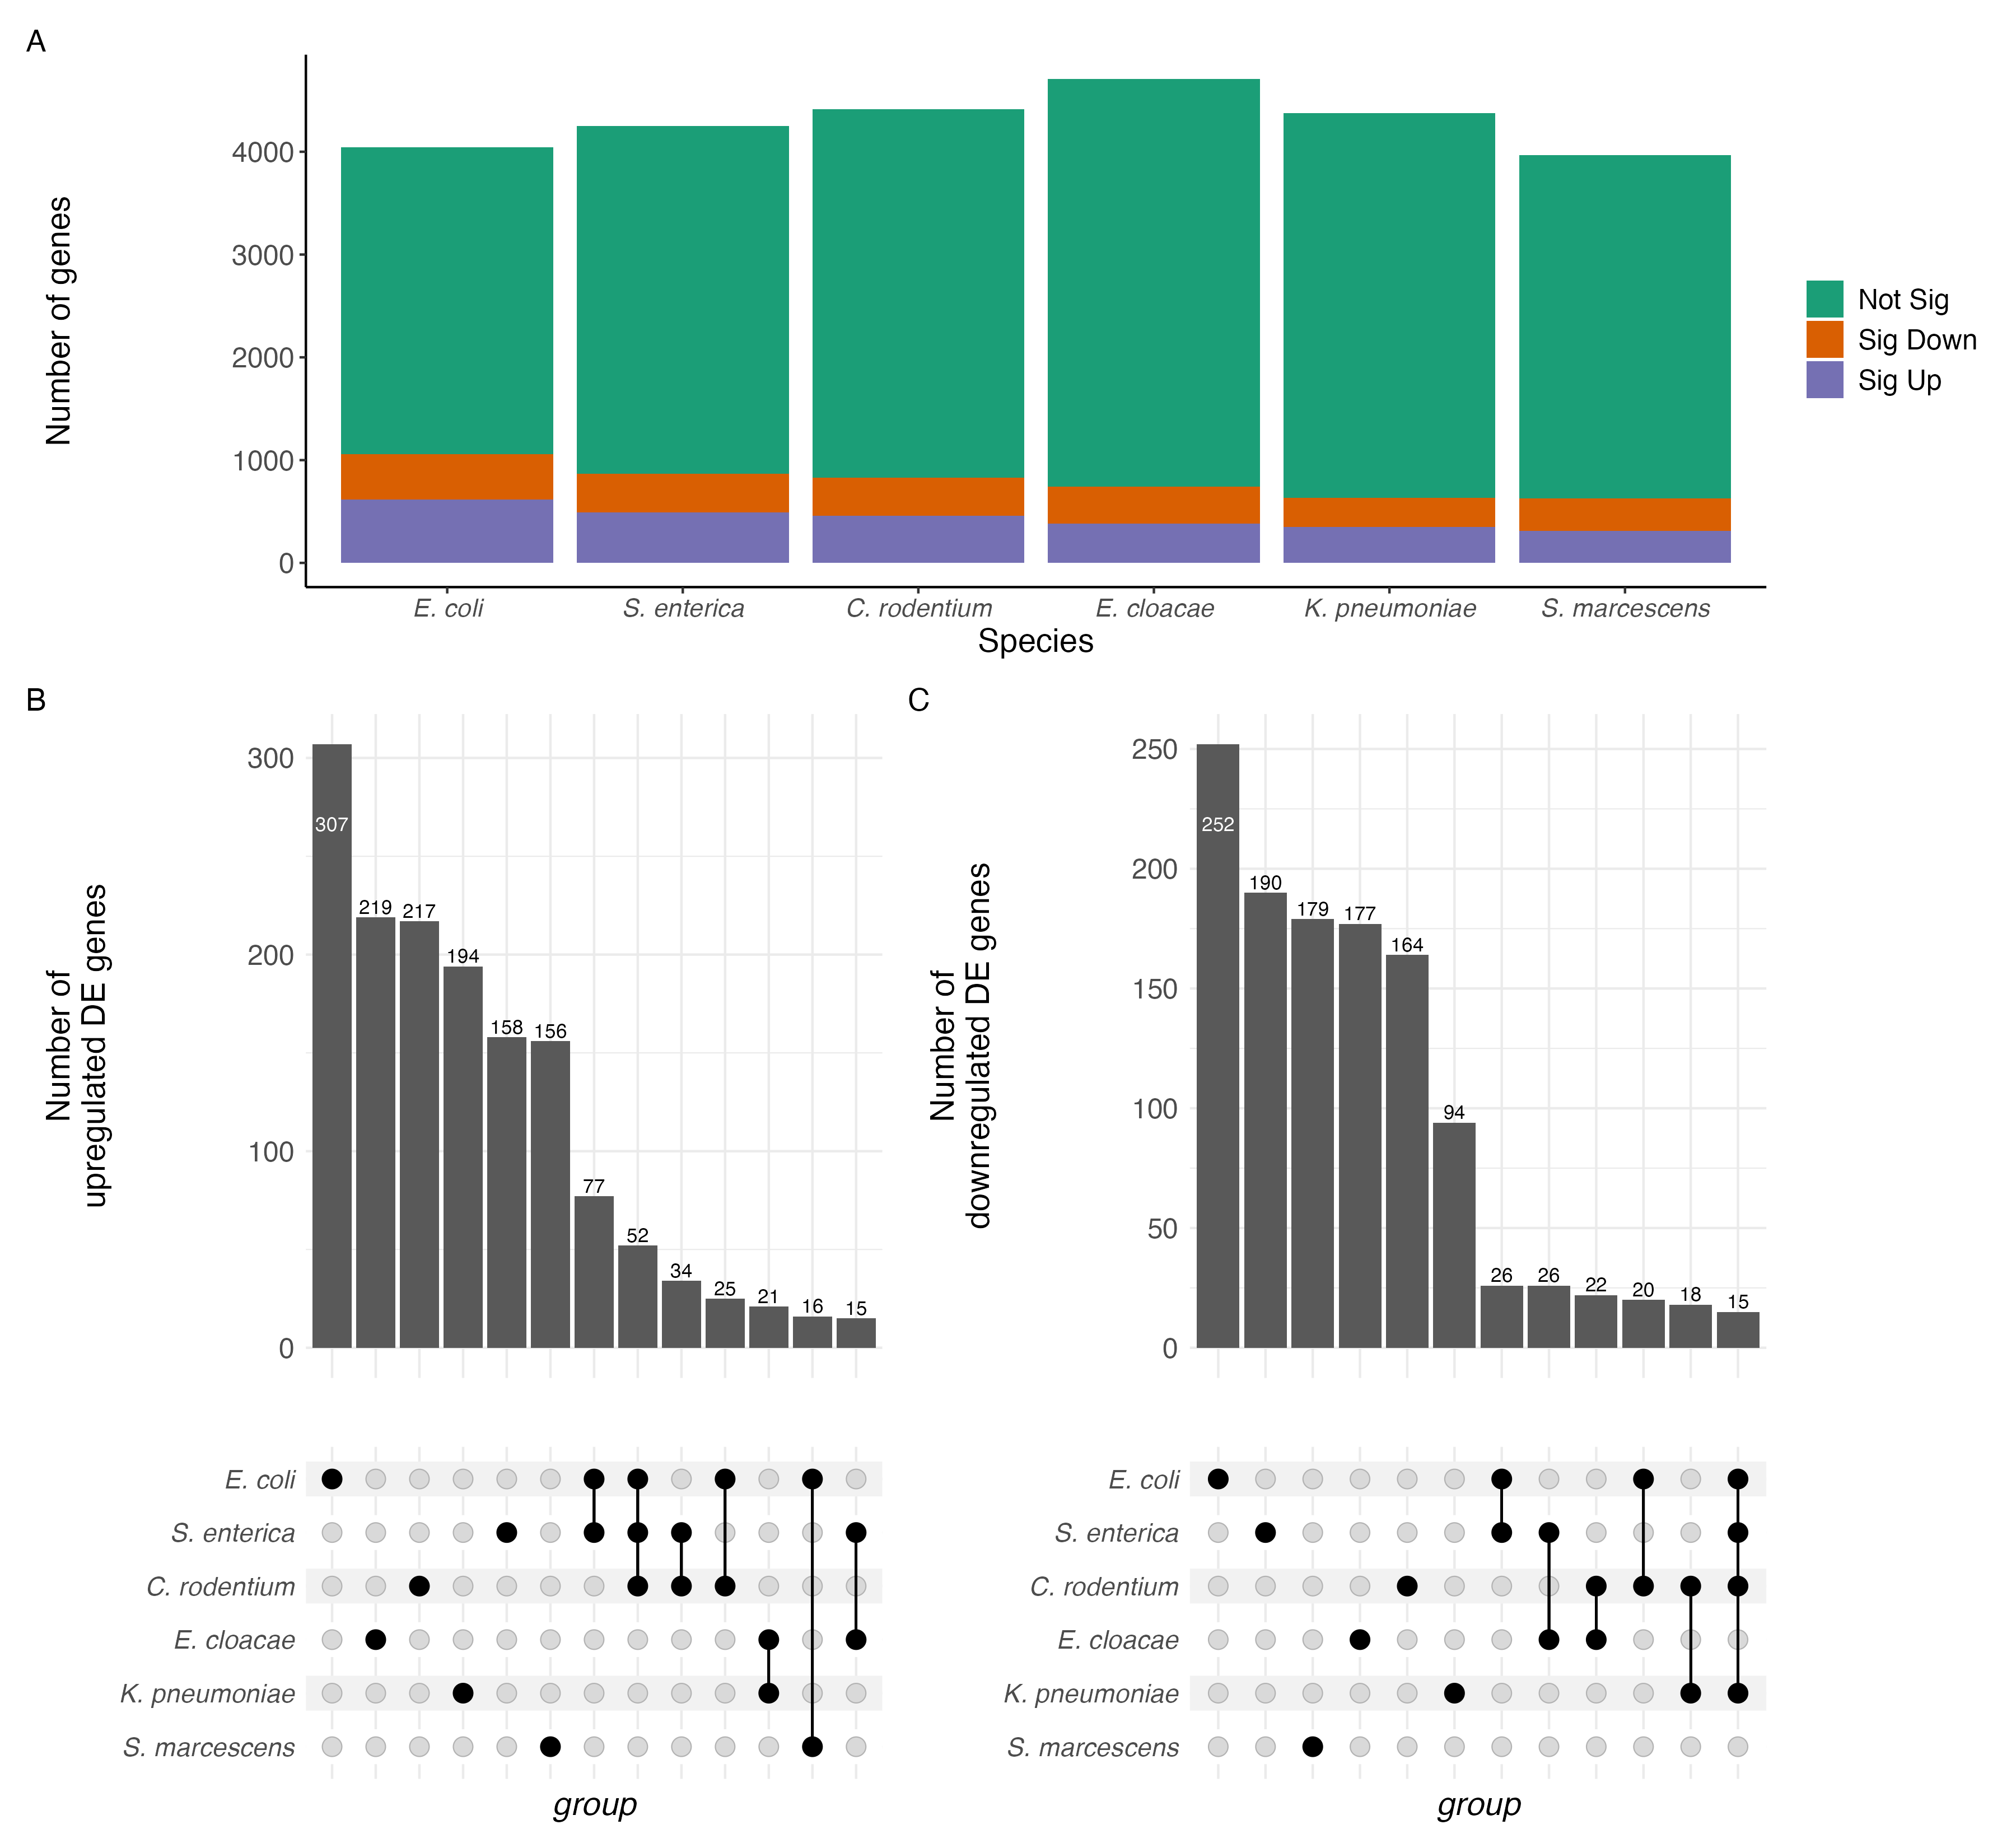 A
Number of genes
4000
3000
2000
1000
0
E. coli
S. enterica
C. rodentium
E. cloacae
K. pneumoniae
S. marcescens
Species
Not Sig
Sig Down
Sig Up
B
Number of
upregulated DE genes
300
200
100
0
307
219
217
194
158
156
77
52
34
25
21
16
15
E. coli
S. enterica
C. rodentium
E. cloacae
K. pneumoniae
S. marcescens
group
C
Number of
downregulated DE genes
250
200
150
100
50
0
252
190
179
177
164
94
26
26
22
20
18
15
E. coli
S. enterica
C. rodentium
E. cloacae
K. pneumoniae
S. marcescens
group